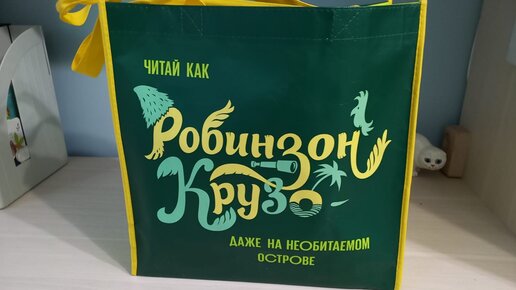 ЧИТАЙ КАК
Робинзон
Крузо
ДАЖЕ НА НЕОБИТАЕМОМ
ОСТРОВЕ